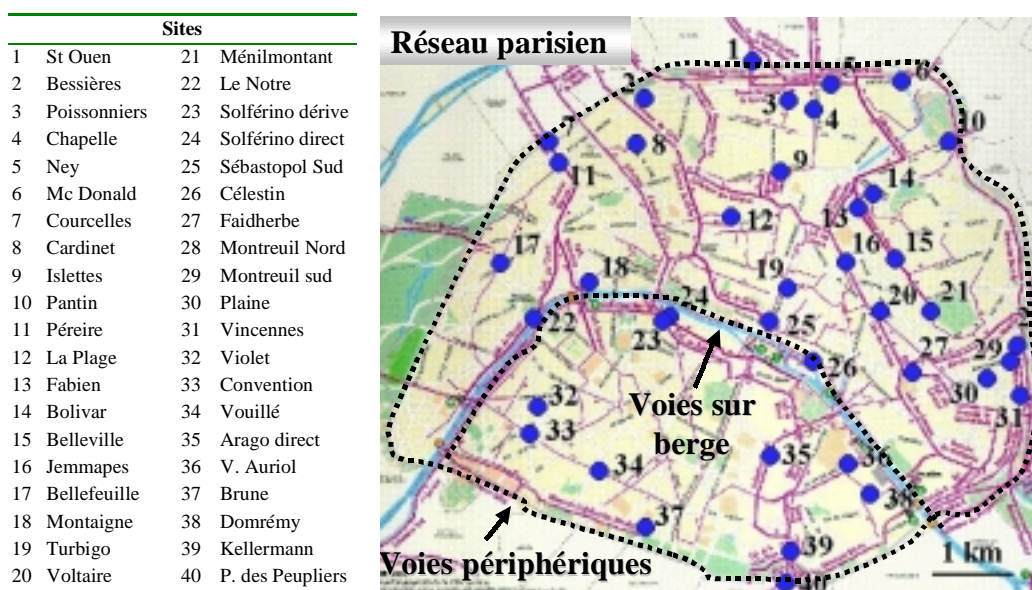 Sites
1 St Ouen 21 Ménilmontant
2 Bessières 22 Le Notre
3 Poissonniers 23 Solférino dérive
4 Chapelle 24 Solférino direct
5 Ney 25 Sébastopol Sud
6 Mc Donald 26 Célestin
7 Courcelles 27 Faidherbe
8 Cardinet 28 Montreuil Nord
9 Islettes 29 Montreuil sud
10 Pantin 30 Plaine
11 Péreire 31 Vincennes
12 La Plage 32 Violet
13 Fabien 33 Convention
14 Bolivar 34 Vouillé
15 Belleville 35 Arago direct
16 Jemmapes 36 V. Auriol
17 Bellefeuille 37 Brune
18 Montaigne 38 Domrémy
19 Turbigo 39 Kellermann
20 Voltaire 40 P. des Peupliers
Réseau parisien
1
2
5
6
3
4
7
8
10
9
11
14
13
12
17
16
15
18
19
24
20
21
22
23
25
26
27
29
30
31
Voies sur
berge
32
33
34
35
36
37
38
39
40
Voies périphériques
1 km